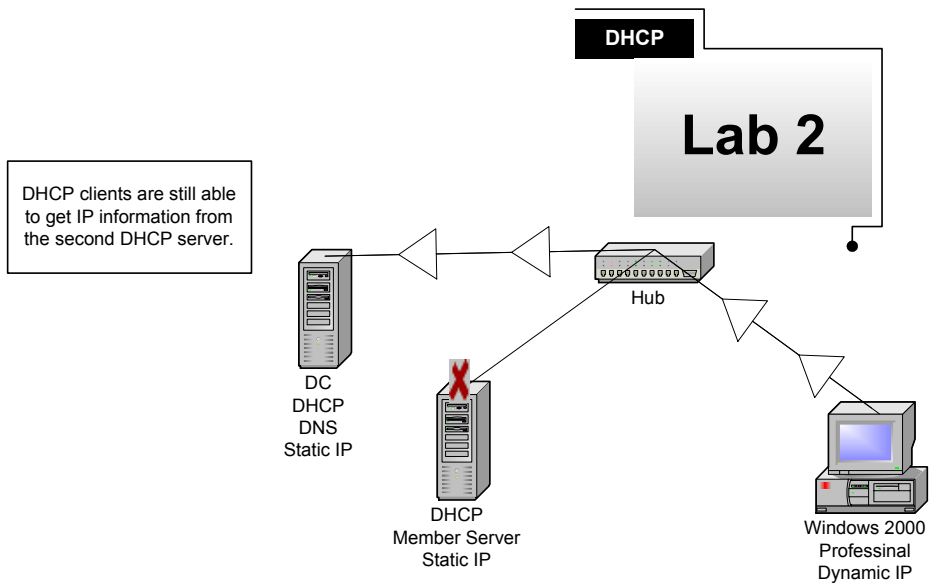 DHCP
Lab 2
DHCP clients are still able
to get IP information from
the second DHCP server.
Hub
DC
DHCP
DNS
Static IP
DHCP
Member Server
Static IP
Windows 2000
Professinal
Dynamic IP